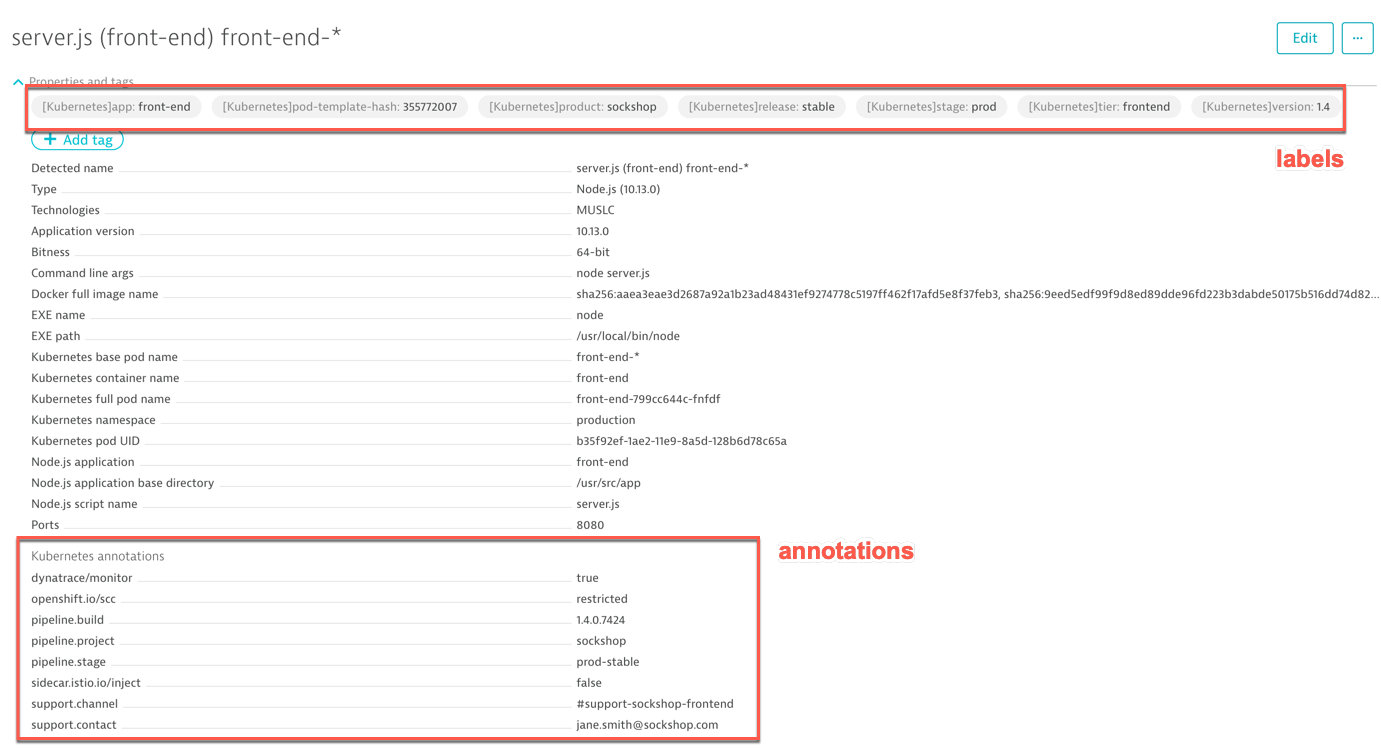 server.js (front-end) front-end-*
Edit
...
Properties and tags
[Kubernetes]app: front-end [Kubernetes]pod-template-hash: 355772007 [Kubernetes]product: sockshop [Kubernetes]release: stable [Kubernetes]stage: prod [Kubernetes]tier: frontend [Kubernetes]version: 1.4
+ Add tag
labels
Detected name server.js (front-end) front-end-*
Type Node.js (10.13.0)
Technologies MUSLC
Application version 10.13.0
Bitness 64-bit
Command line args node server.js
Docker full image name sha256:aaea3eae3d2687a92a1b23ad48431ef9274778c5197ff462f17afd5e8f37feb3, sha256:9eed5edf99f9d8ed89dde96fd223b3dabde50175b516dd74d82...
EXE name node
EXE path /usr/local/bin/node
Kubernetes base pod name front-end-*
Kubernetes container name front-end
Kubernetes full pod name front-end-799cc644c-fnfdf
Kubernetes namespace production
Kubernetes pod UID b35f92ef-1ae2-11e9-8a5d-128b6d78c65a
Node.js application front-end
Node.js application base directory /usr/src/app
Node.js script name server.js
Ports 8080
annotations
Kubernetes annotations
dynatrace/monitor true
openshift.io/scc restricted
pipeline.build 1.4.0.7424
pipeline.project sockshop
pipeline.stage prod-stable
sidecar.istio.io/inject false
support.channel #support-sockshop-frontend
support.contact jane.smith@sockshop.com